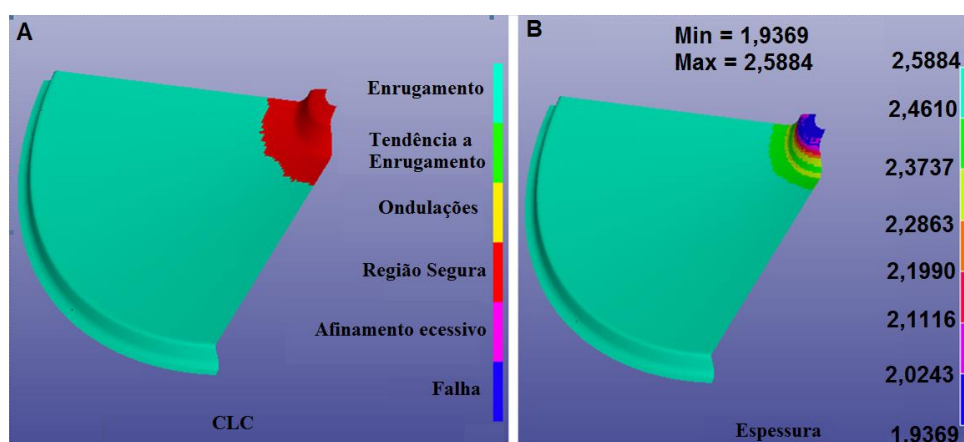 A
Enrugamento
Tendência a
Enrugamento
Ondulações
Região Segura
Afinamento ecessivo
Falha
CLC
B
Min = 1,9369
Max = 2,5884
2,5884
2,4610
2,3737
2,2863
2,1990
2,1116
2,0243
1,9369
Espessura